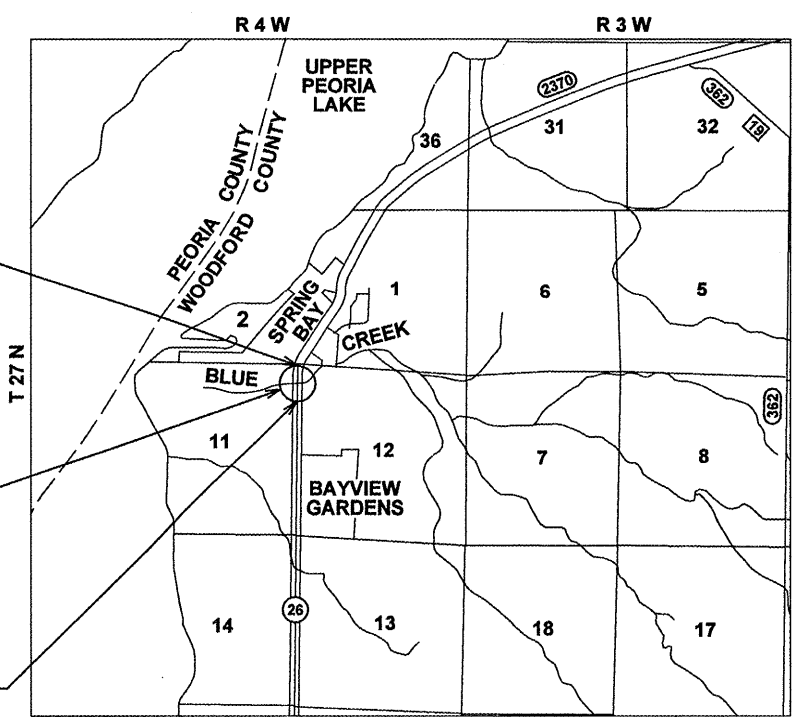 R 4 W
R 3 W
UPPER
PEORIA
LAKE
2370
362
19
36
31
32
PEORIA COUNTY
WOODFORD COUNTY
T 27 N
2
SPRING
BAY
1
6
5
BLUE CREEK
362
11
12
7
8
BAYVIEW
GARDENS
26
14
13
18
17